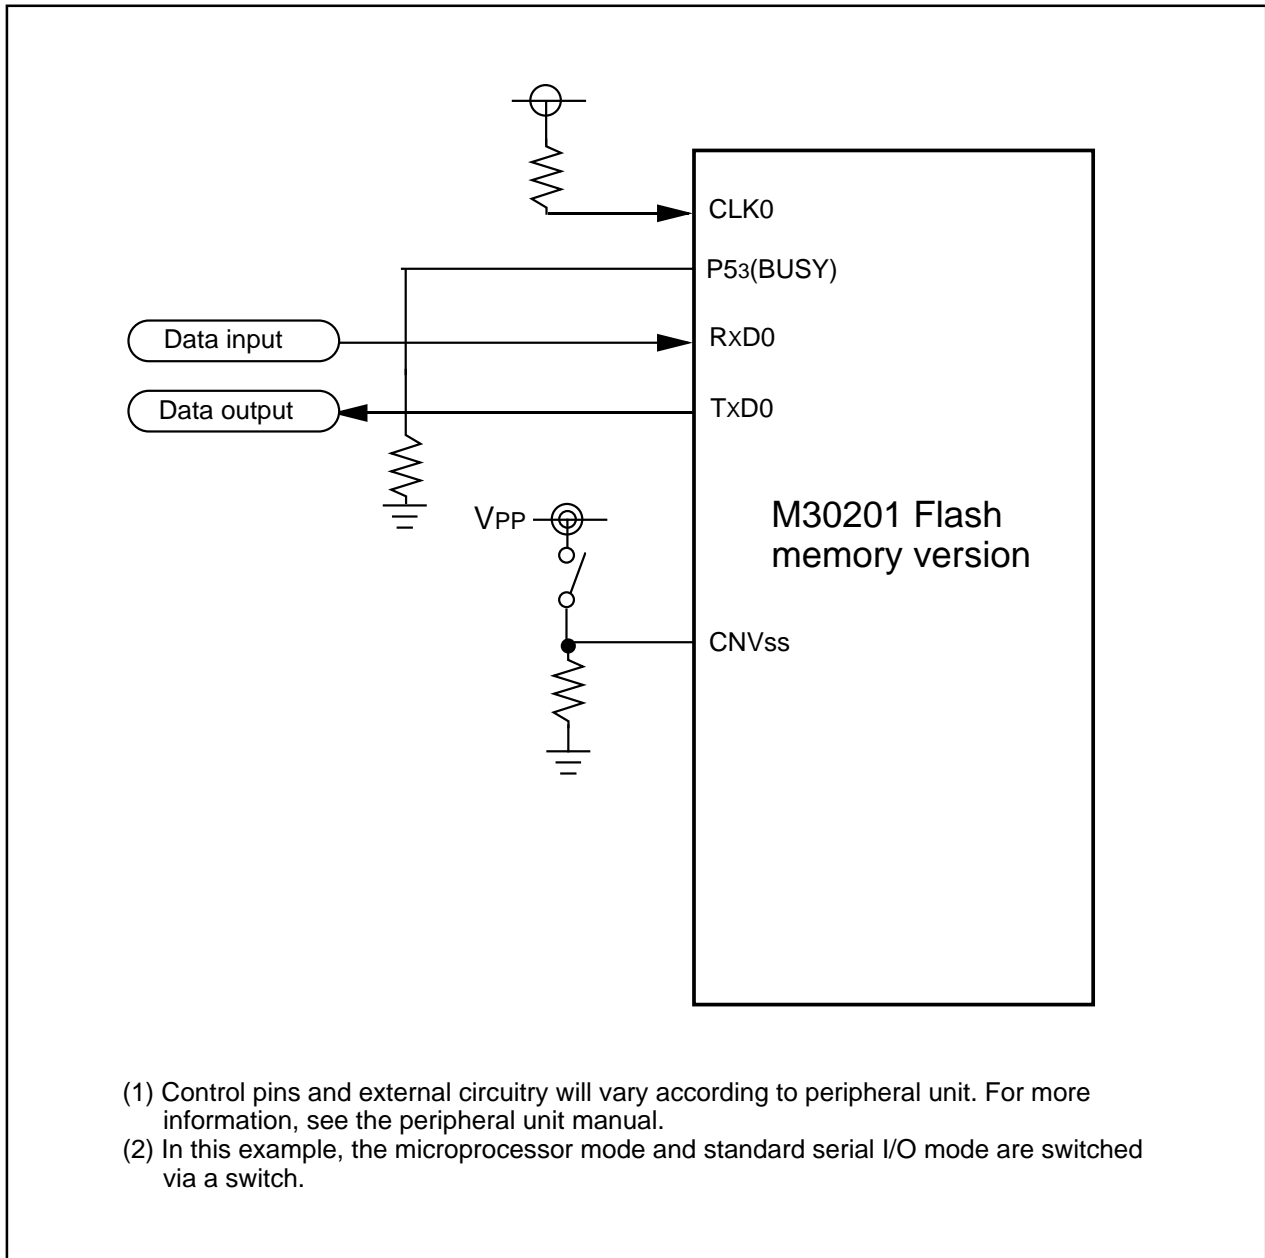 CLK0
P53(BUSY)
Data input
RXD0
Data output
TXD0
VPP
M30201 Flash
memory version
CNVss
(1) Control pins and external circuitry will vary according to peripheral unit. For more
information, see the peripheral unit manual.
(2) In this example, the microprocessor mode and standard serial I/O mode are switched
via a switch.